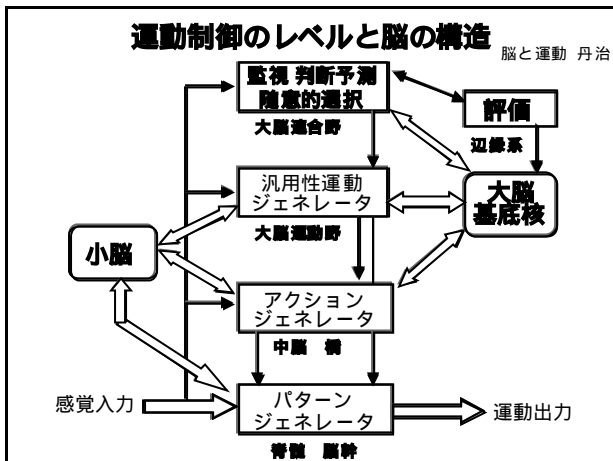 運動制御のレベルと脳の構造
脳と運動 丹治
監視 判断予測
随意的選択
大脳連合野
評価
辺縁系
汎用性運動
ジェネレータ
大脳運動野
大脳
基底核
小脳
アクション
ジェネレータ
中脳 橋
感覚入力
パターン
ジェネレータ
運動出力
脊髄 脳幹